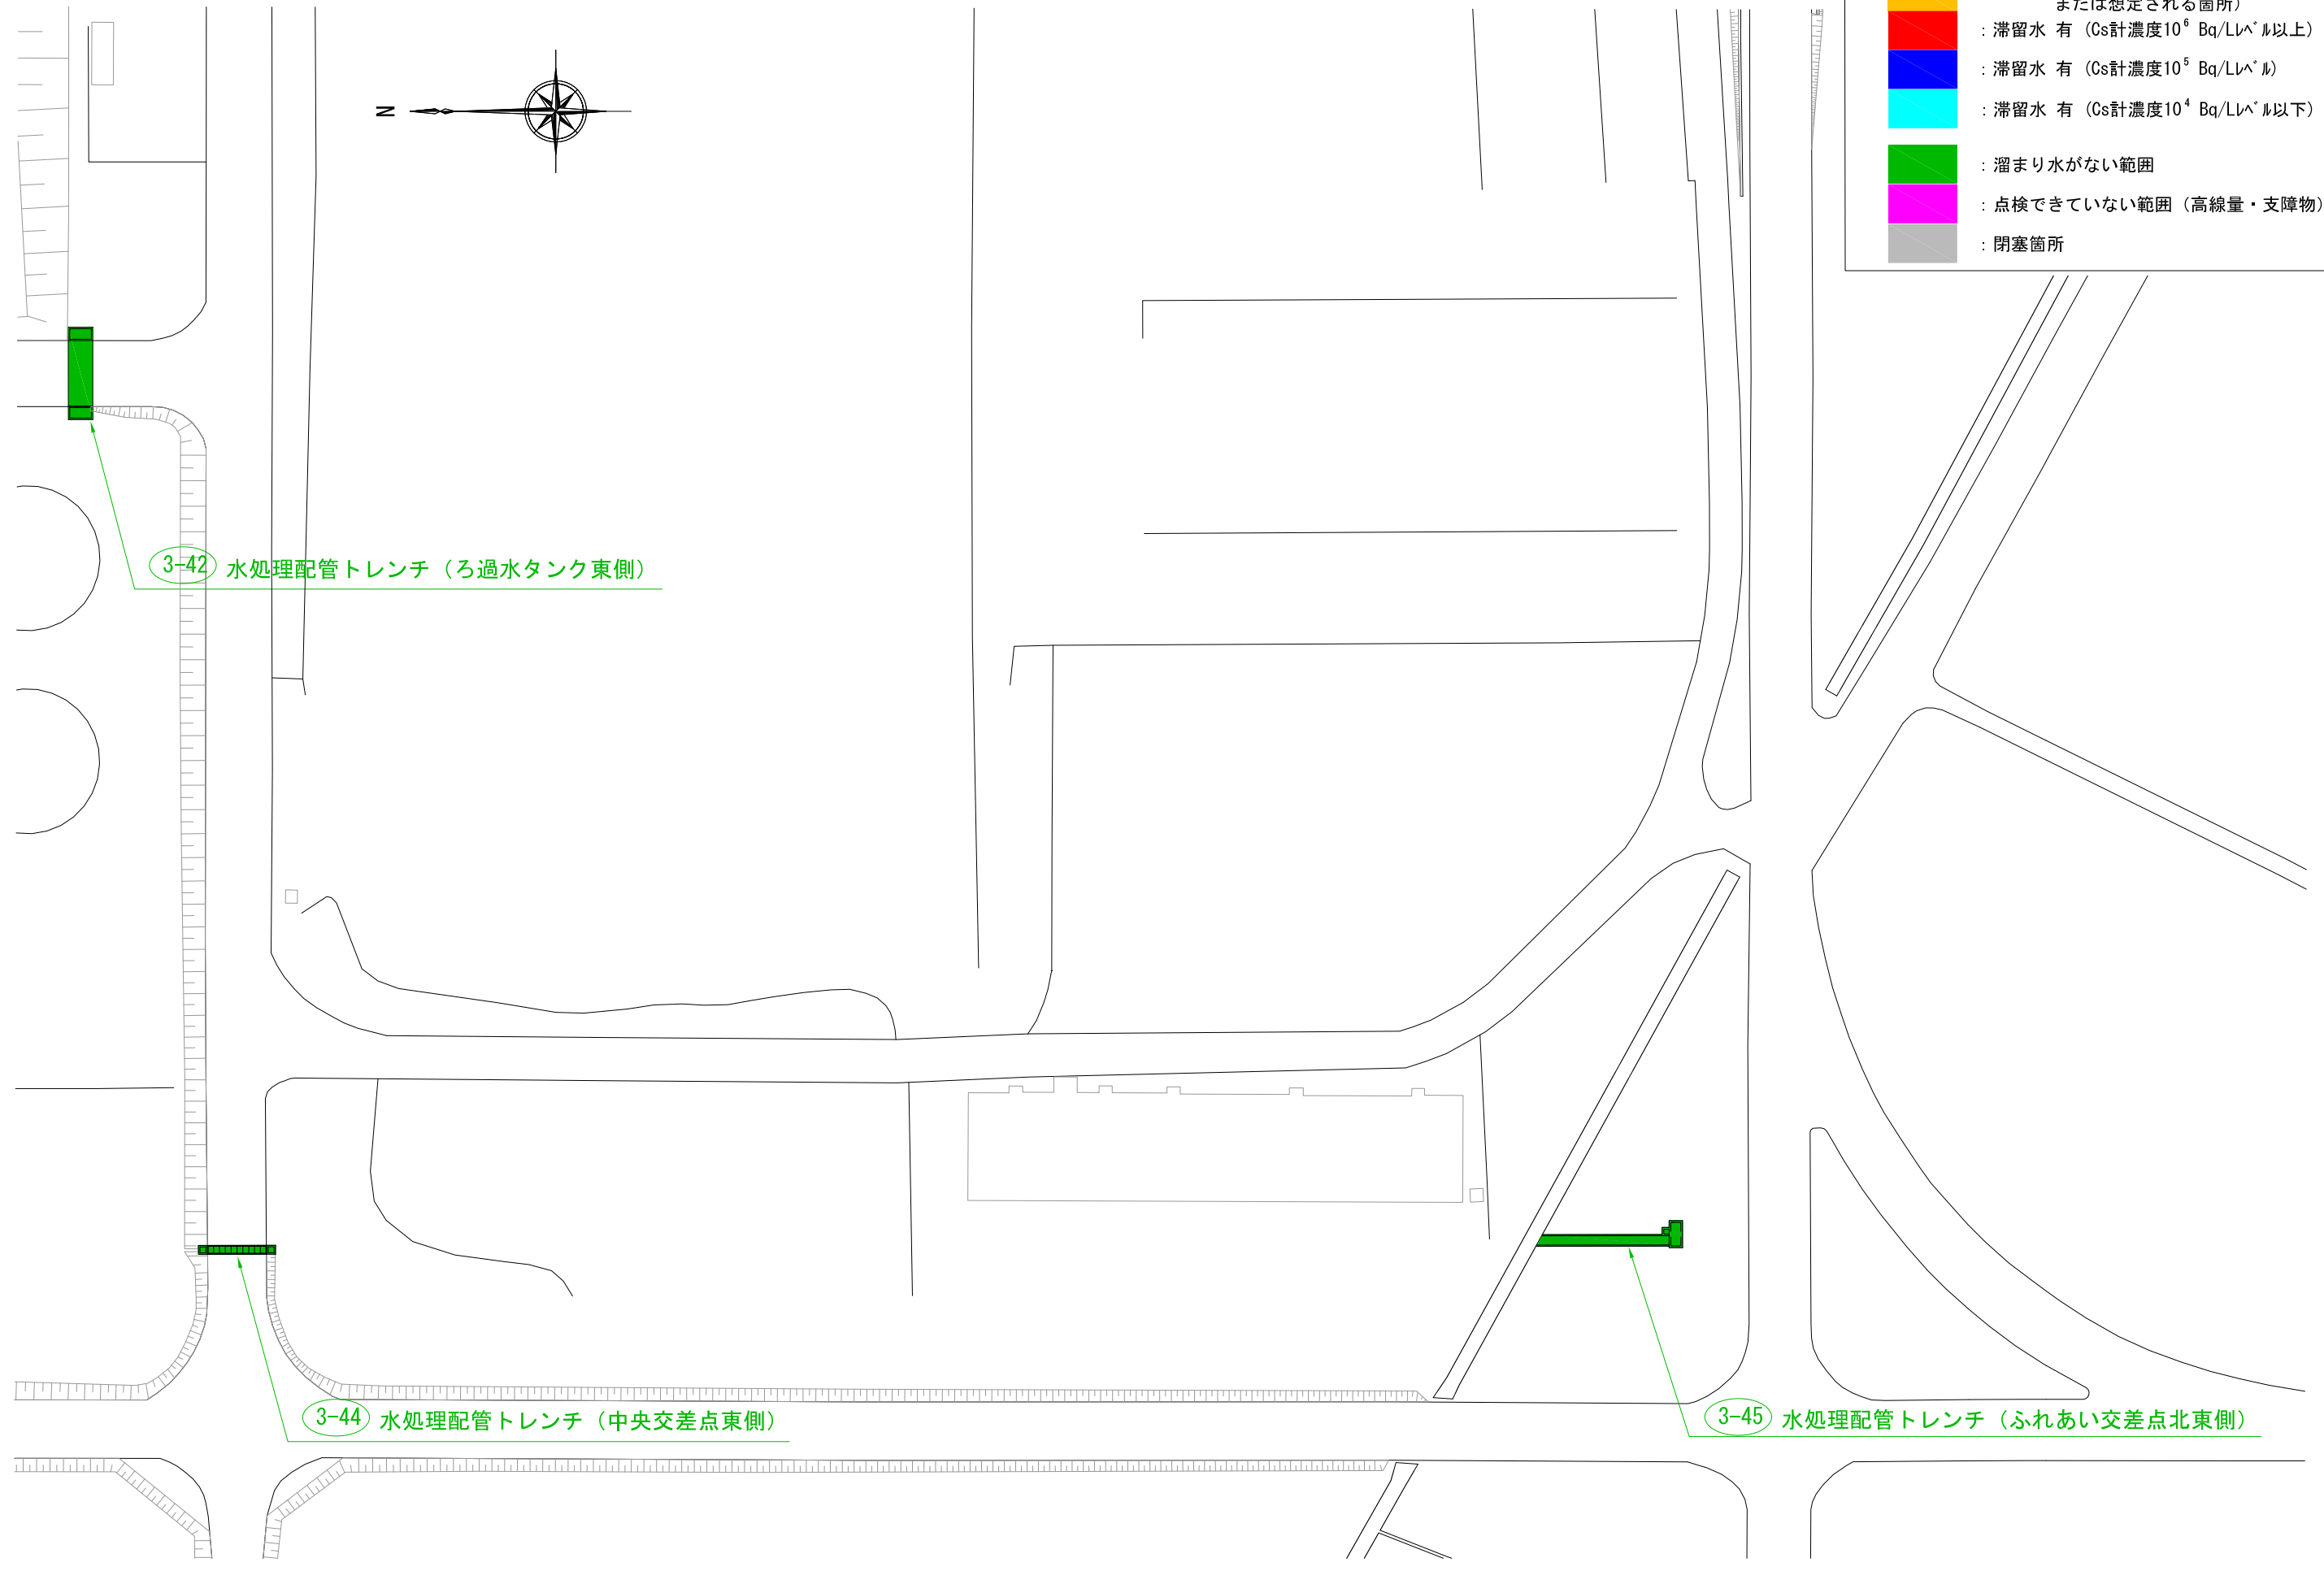 または想定される箇所）
：滞留水 有（Cs計濃度10⁶ Bq/Lﾚﾍﾞﾙ以上）
：滞留水 有（Cs計濃度10⁵ Bq/Lﾚﾍﾞﾙ）
：滞留水 有（Cs計濃度10⁴ Bq/Lﾚﾍﾞﾙ以下）
：溜まり水がない範囲
：点検できていない範囲（高線量・支障物）
：閉塞箇所
N
3-42 水処理配管トレンチ（ろ過水タンク東側）
3-44 水処理配管トレンチ（中央交差点東側）
3-45 水処理配管トレンチ（ふれあい交差点北東側）